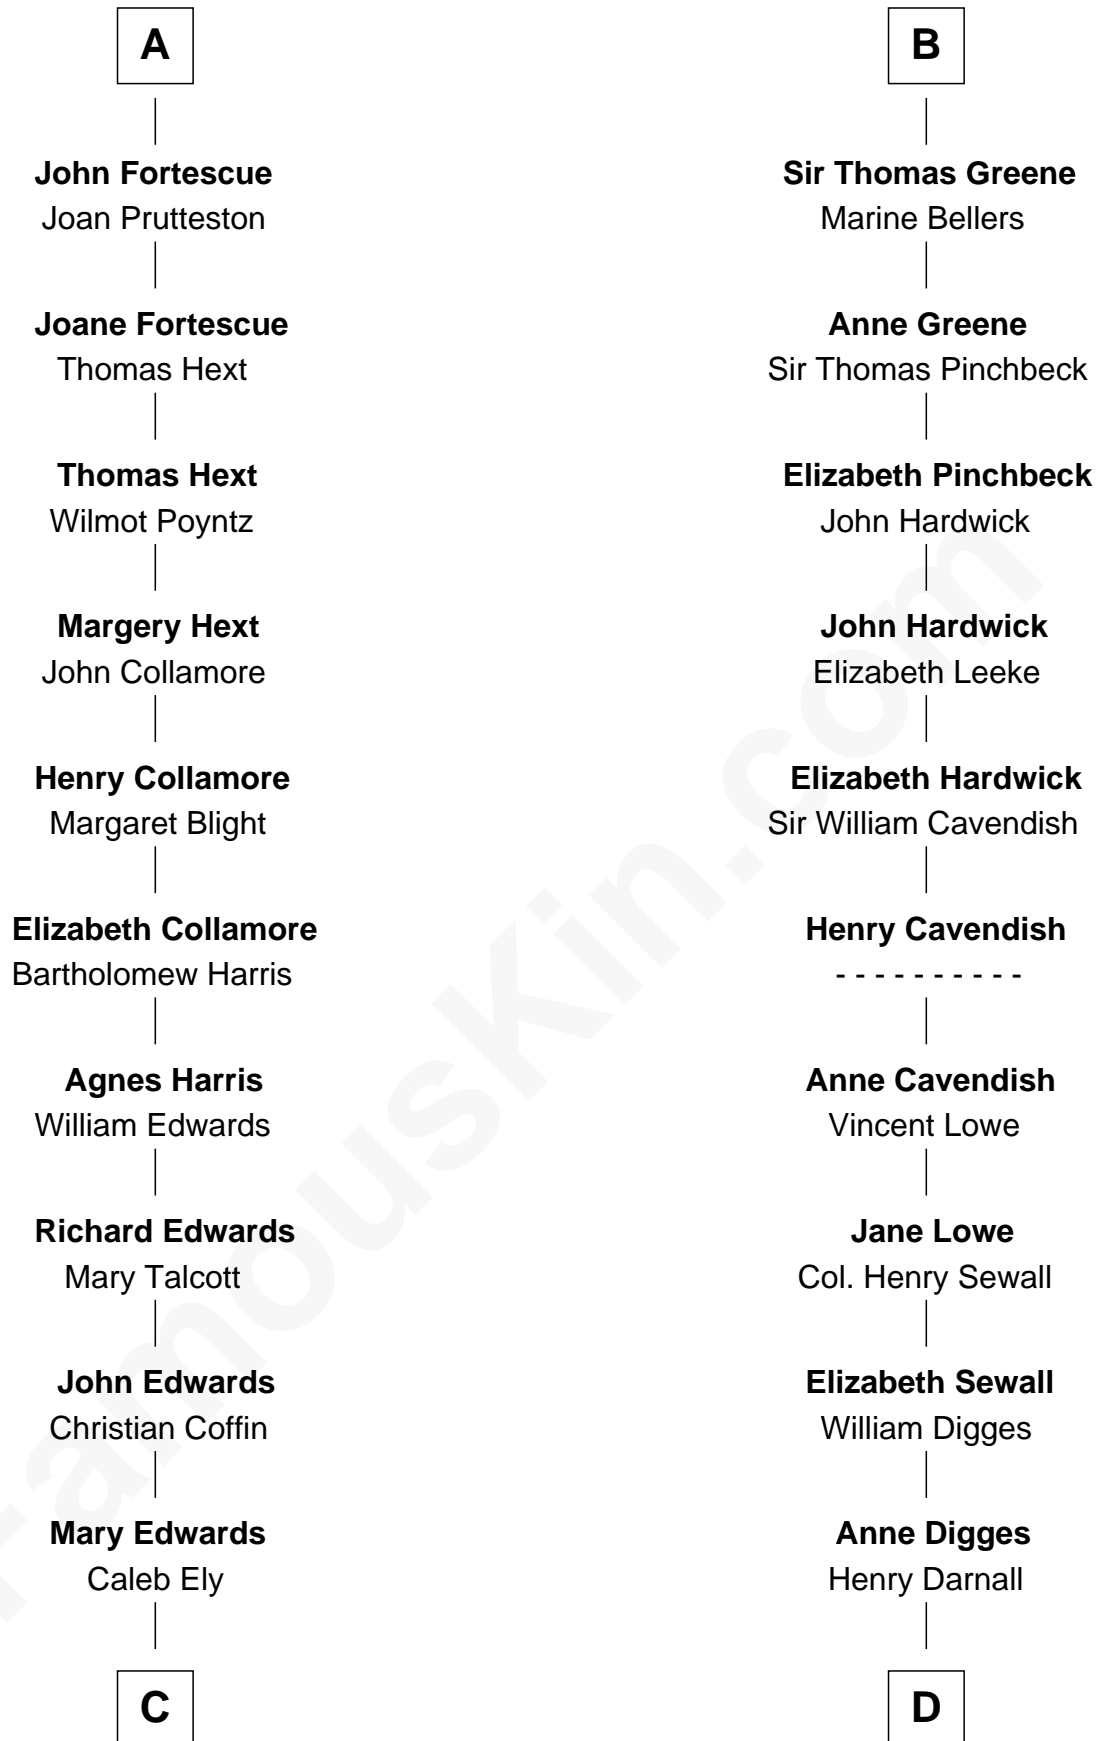 A
John Fortescue
Joan Prutteston
Joane Fortescue
Thomas Hext
Thomas Hext
Wilmot Poyntz
Margery Hext
John Collamore
Henry Collamore
Margaret Blight
Elizabeth Collamore
Bartholomew Harris
Agnes Harris
William Edwards
Richard Edwards
Mary Talcott
John Edwards
Christian Coffin
Mary Edwards
Caleb Ely
C
B
Sir Thomas Greene
Marine Bellers
Anne Greene
Sir Thomas Pinchbeck
Elizabeth Pinchbeck
John Hardwick
John Hardwick
Elizabeth Leeke
Elizabeth Hardwick
Sir William Cavendish
Henry Cavendish
- - - - - - - - - -
Anne Cavendish
Vincent Lowe
Jane Lowe
Col. Henry Sewall
Elizabeth Sewall
William Digges
Anne Digges
Henry Darnall
D
FamousKin.com